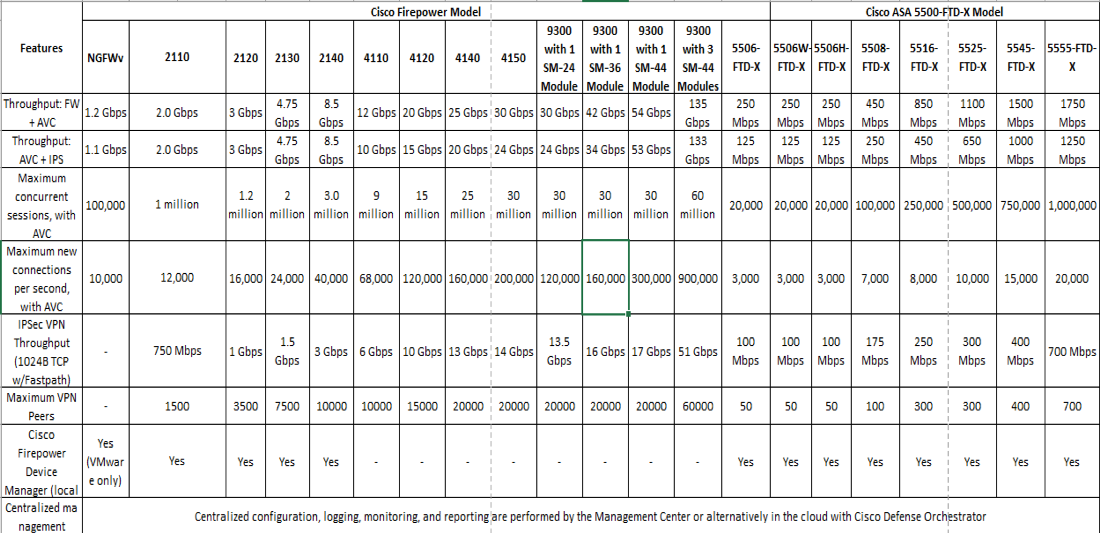 Cisco Firepower Model Cisco ASA 5500-FTD-X Model
Features NGFWv 2110 2120 2130 2140 4110 4120 4140 4150 9300 with 1 SM-24 Module 9300 with 1 SM-36 Module 9300 with 1 SM-44 Module 9300 with 3 SM-44 Modules 5506-FTD-X 5506W-FTD-X 5506H-FTD-X 5508-FTD-X 5516-FTD-X 5525-FTD-X 5545-FTD-X 5555-FTD-X
Throughput: FW + AVC 1.2 Gbps 2.0 Gbps 3 Gbps 4.75 Gbps 8.5 Gbps 12 Gbps 20 Gbps 25 Gbps 30 Gbps 30 Gbps 42 Gbps 54 Gbps 135 Gbps 250 Mbps 250 Mbps 250 Mbps 450 Mbps 850 Mbps 1100 Mbps 1500 Mbps 1750 Mbps
Throughput: AVC + IPS 1.1 Gbps 2.0 Gbps 3 Gbps 4.75 Gbps 8.5 Gbps 10 Gbps 15 Gbps 20 Gbps 24 Gbps 24 Gbps 34 Gbps 53 Gbps 133 Gbps 125 Mbps 125 Mbps 125 Mbps 250 Mbps 450 Mbps 650 Mbps 1000 Mbps 1250 Mbps
Maximum concurrent sessions, with AVC 100,000 1 million 1.2 million 2 million 3.0 million 9 million 15 million 25 million 30 million 30 million 30 million 30 million 60 million 20,000 20,000 20,000 100,000 250,000 500,000 750,000 1,000,000
Maximum new connections per second, with AVC 10,000 12,000 16,000 24,000 40,000 68,000 120,000 160,000 200,000 120,000 160,000 300,000 900,000 3,000 3,000 3,000 7,000 8,000 10,000 15,000 20,000
IPSec VPN Throughput (1024B TCP w/Fastpath) - 750 Mbps 1 Gbps 1.5 Gbps 3 Gbps 6 Gbps 10 Gbps 13 Gbps 14 Gbps 13.5 Gbps 16 Gbps 17 Gbps 51 Gbps 100 Mbps 100 Mbps 100 Mbps 175 Mbps 250 Mbps 300 Mbps 400 Mbps 700 Mbps
Maximum VPN Peers - 1500 3500 7500 10000 10000 15000 20000 20000 20000 20000 20000 60000 50 50 50 100 300 300 400 700
Cisco Firepower Device Manager (local Yes (VMware only) Yes Yes Yes Yes - - - - - - - - Yes Yes Yes Yes Yes Yes Yes Yes
Centralized management Centralized configuration, logging, monitoring, and reporting are performed by the Management Center or alternatively in the cloud with Cisco Defense Orchestrator